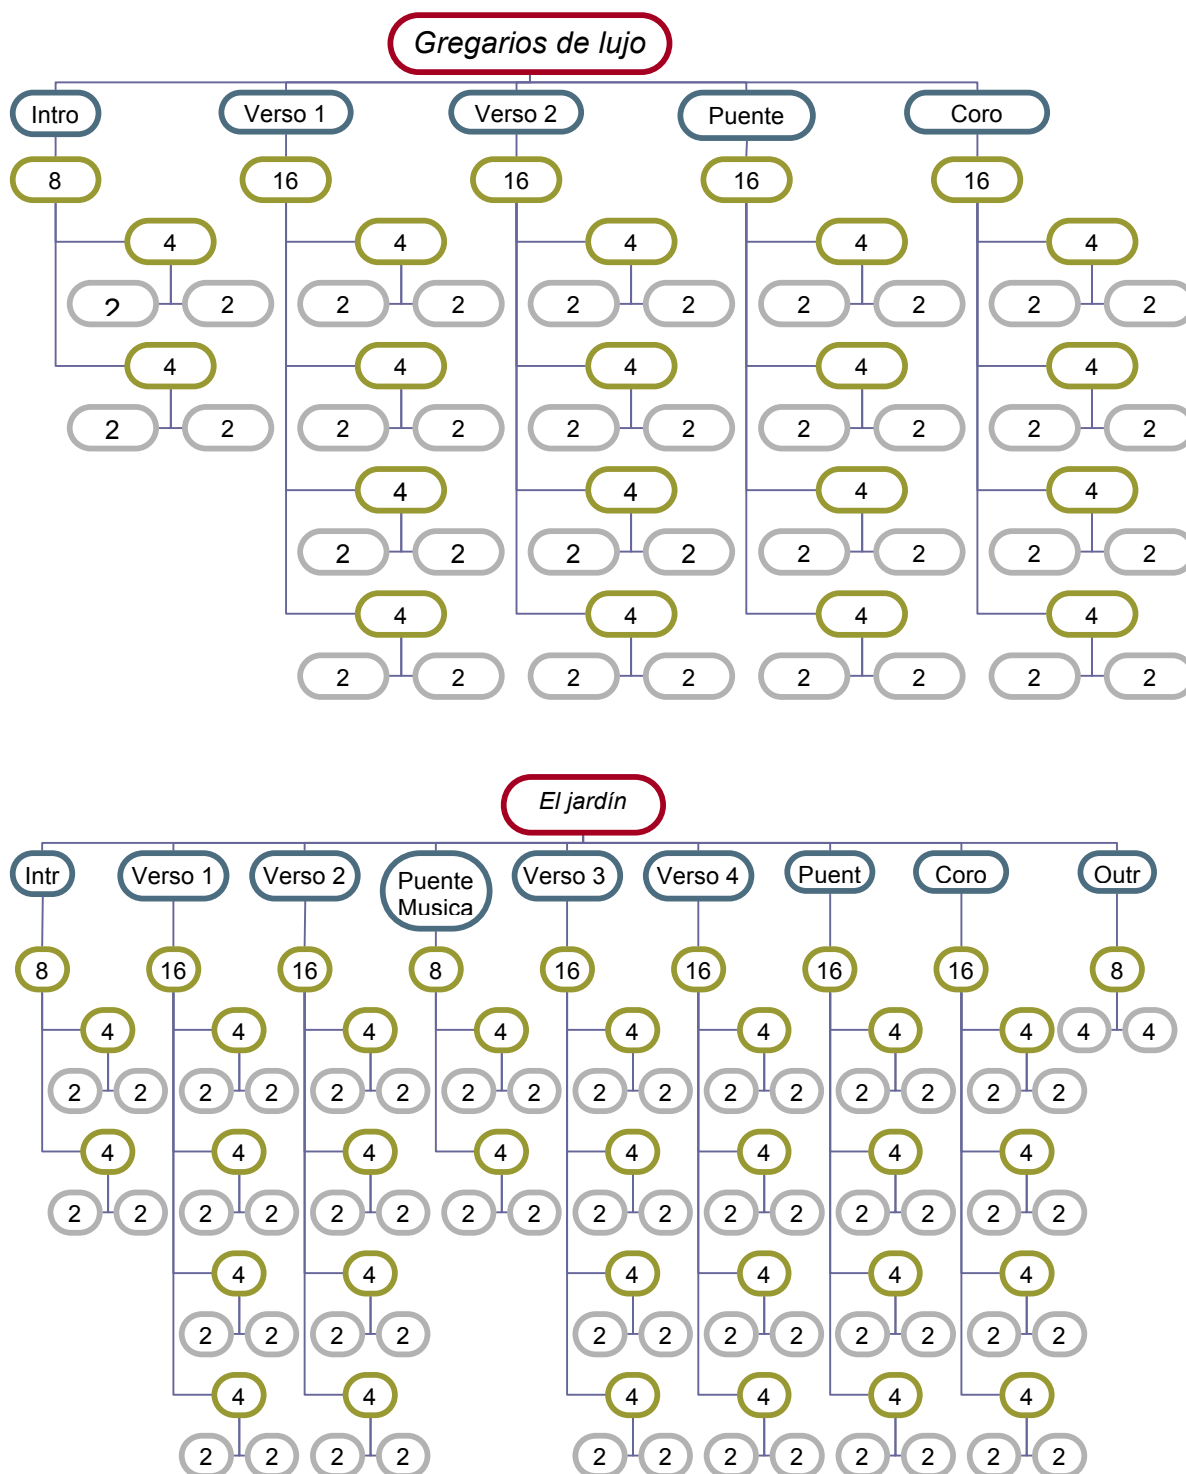 Gregarios de lujo
Intro Verso 1 Verso 2 Puente Coro
8 16 16 16 16
4 4 4 4 4
2 2 2 2 2 2 2 2 2 2
4 4 4 4 4
2 2 2 2 2 2 2 2 2 2
4 4 4 4
2 2 2 2 2 2 2 2
4 4 4 4
2 2 2 2 2 2 2 2
El jardín
Intr Verso 1 Verso 2 Puente Verso 3 Verso 4 Puent Coro Outr
Musica
8 16 16 8 16 16 16 16 8
4 4 4 4 4 4 4 4 4 4
2 2 2 2 2 2 2 2 2 2 2 2 2 2 2 2
4 4 4 4 4 4 4 4
2 2 2 2 2 2 2 2 2 2 2 2 2 2 2 2
4 4 4 4 4 4
2 2 2 2 2 2 2 2 2 2 2 2
4 4 4 4 4 4
2 2 2 2 2 2 2 2 2 2 2 2